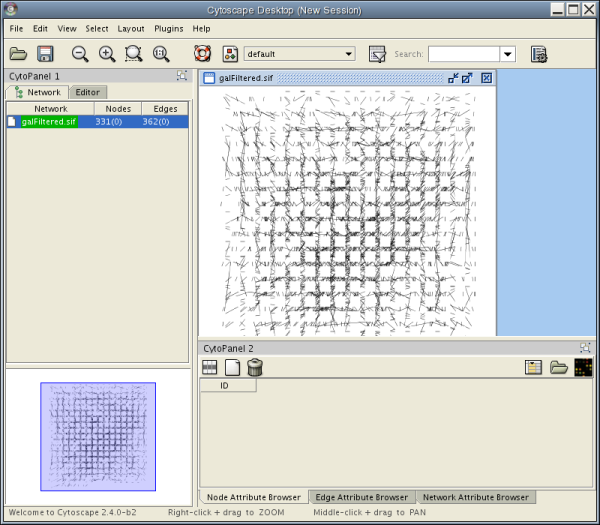 Cytoscape Desktop (New Session)
File Edit View Select Layout Plugins Help
default Search:
CytoPanel 1
Network Editor
Network Nodes Edges
galFiltered.sif 331(0) 362(0)
galFiltered.sif
CytoPanel 2
ID
Node Attribute Browser Edge Attribute Browser Network Attribute Browser
Welcome to Cytoscape 2.4.0-b2 Right-click + drag to ZOOM Middle-click + drag to PAN